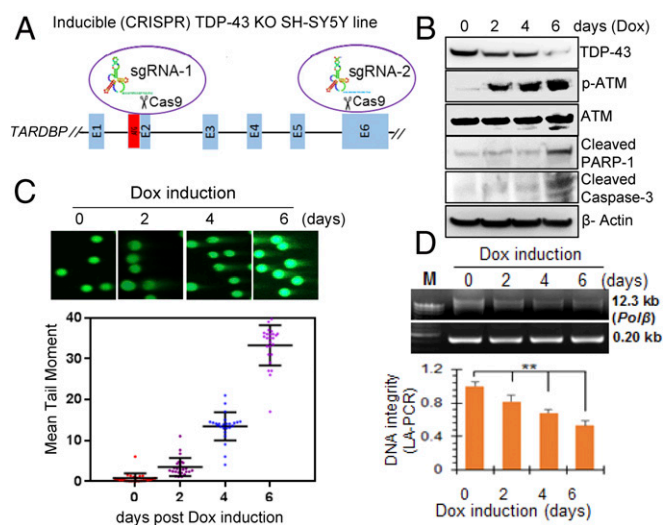 A
Inducible (CRISPR) TDP-43 KO SH-SY5Y line
sgRNA-1
Cas9
sgRNA-2
Cas9
TARDBP//
E1
E2
E3
E4
E5
E6
//
B
0 2 4 6 days (Dox)
TDP-43
p-ATM
ATM
Cleaved
PARP-1
Cleaved
Caspase-3
β- Actin
C
Dox induction
0 2 4 6 (days)
Mean Tail Moment
40
30
20
10
0
0 2 4 6
days post Dox induction
D
Dox induction
M 0 2 4 6 (days)
12.3 kb
(Polβ)
0.20 kb
DNA integrity
(LA-PCR)
1.2
0.8
0.4
0
**
0 2 4 6
Dox induction (days)